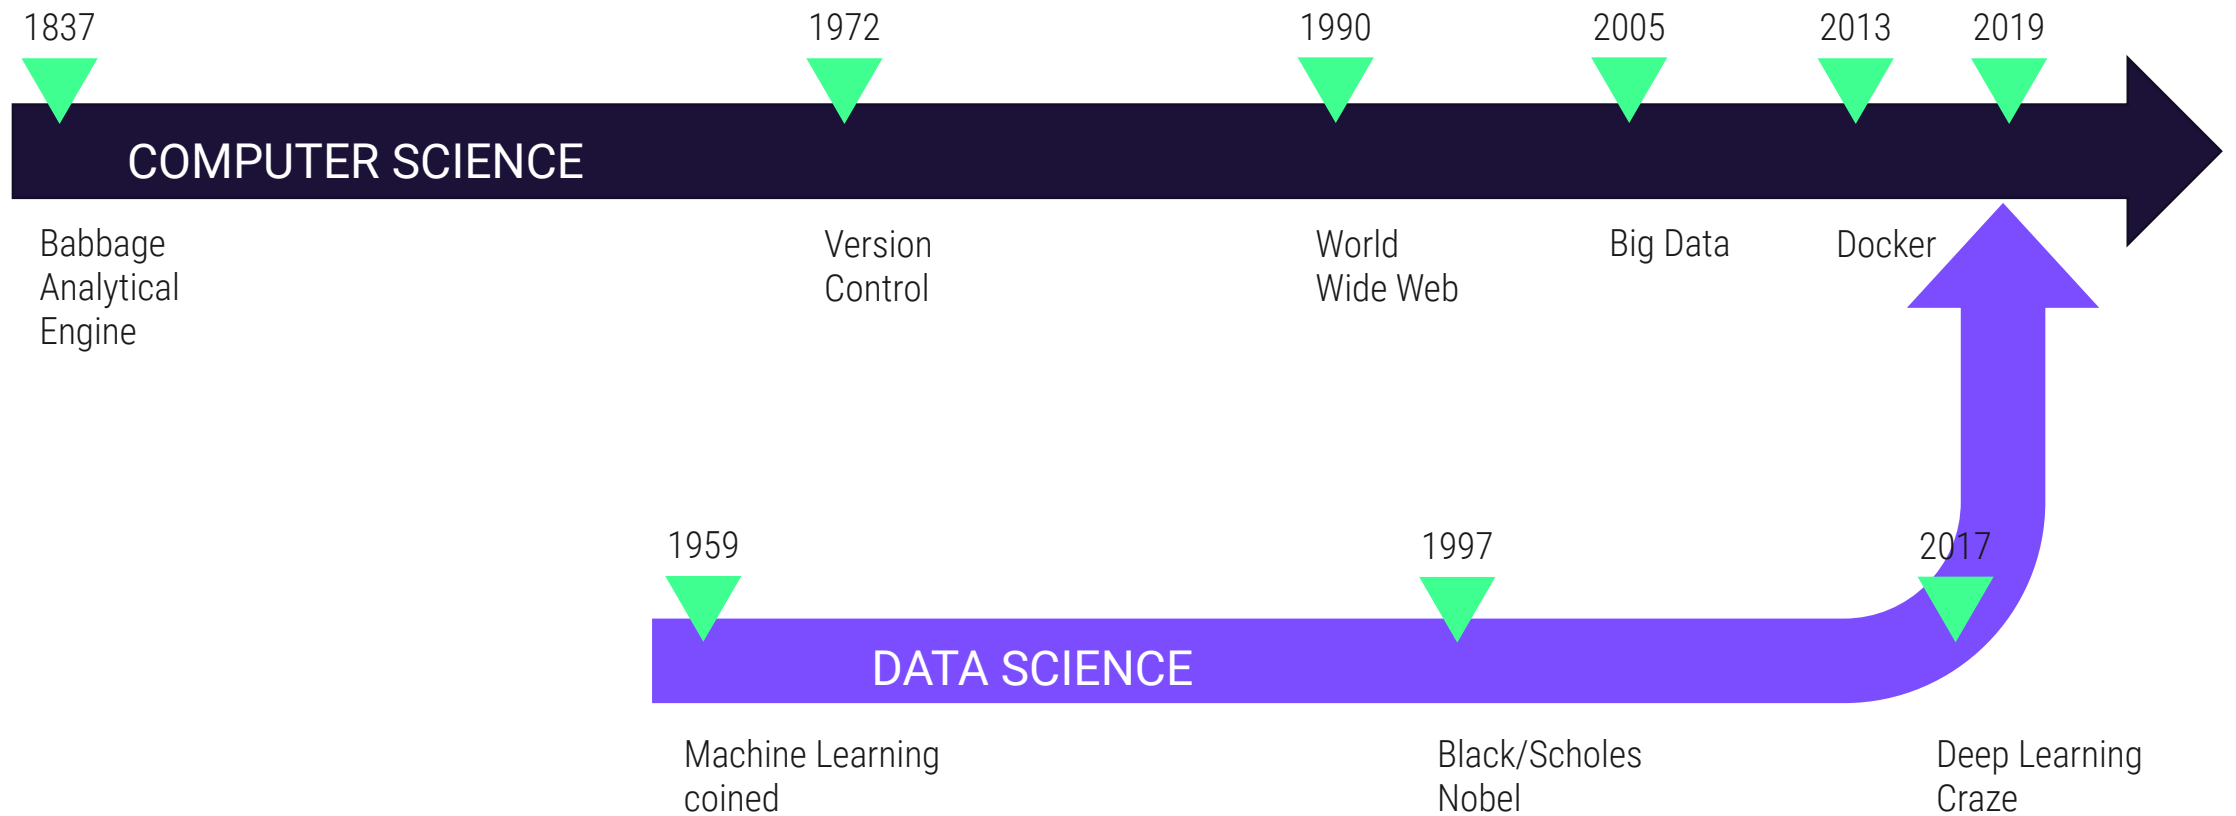 1837
1972
1990
2005
2013
2019
COMPUTER SCIENCE
Babbage
Analytical
Engine
Version
Control
World
Wide Web
Big Data
Docker
1959
1997
2017
DATA SCIENCE
Machine Learning
coined
Black/Scholes
Nobel
Deep Learning
Craze